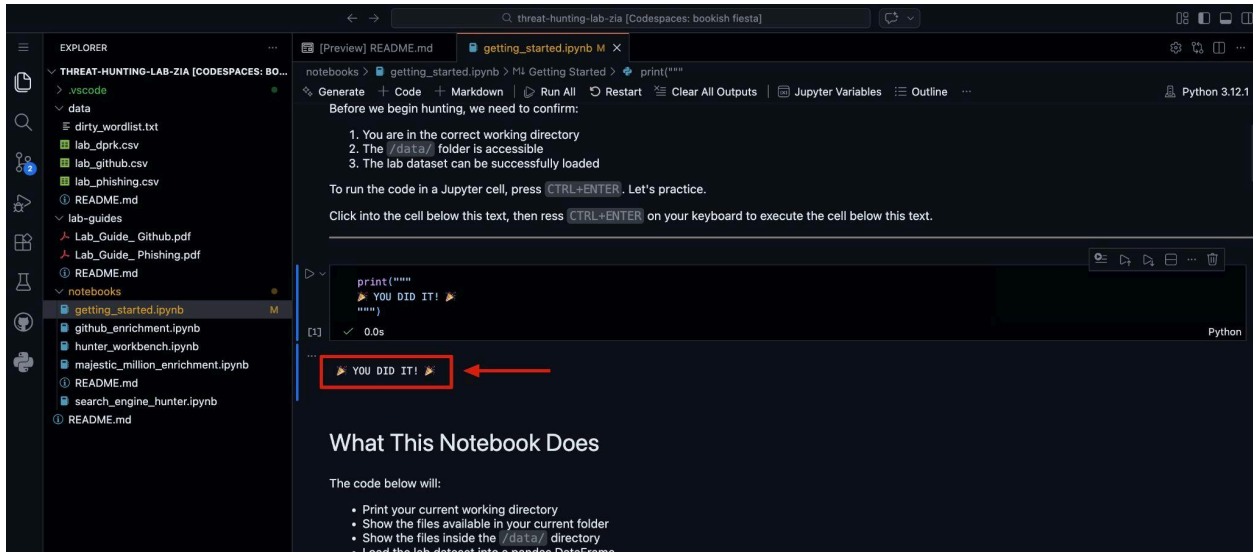 threat-hunting-lab-zia [Codespaces: bookish fiesta]
EXPLORER
THREAT-HUNTING-LAB-ZIA [CODESPACES: BO...
.vscode
data
dirty_wordlist.txt
lab_dprk.csv
lab_github.csv
lab_phishing.csv
README.md
lab-guides
Lab_Guide_ Github.pdf
Lab_Guide_ Phishing.pdf
README.md
notebooks
getting_started.ipynb M
github_enrichment.ipynb
hunter_workbench.ipynb
majestic_million_enrichment.ipynb
README.md
search_engine_hunter.ipynb
README.md
2
[Preview] README.md getting_started.ipynb M
notebooks > getting_started.ipynb > M↓ Getting Started > print("""
Generate + Code + Markdown Run All Restart Clear All Outputs Jupyter Variables Outline ... Python 3.12.1
Before we begin hunting, we need to confirm:
1. You are in the correct working directory
2. The /data/ folder is accessible
3. The lab dataset can be successfully loaded
To run the code in a Jupyter cell, press CTRL+ENTER. Let's practice.
Click into the cell below this text, then ress CTRL+ENTER on your keyboard to execute the cell below this text.
print("""
🎉 YOU DID IT! 🎉
""")
[1] 0.0s Python
🎉 YOU DID IT! 🎉
What This Notebook Does
The code below will:
• Print your current working directory
• Show the files available in your current folder
• Show the files inside the /data/ directory
• Load the lab dataset into a pandas DataFrame